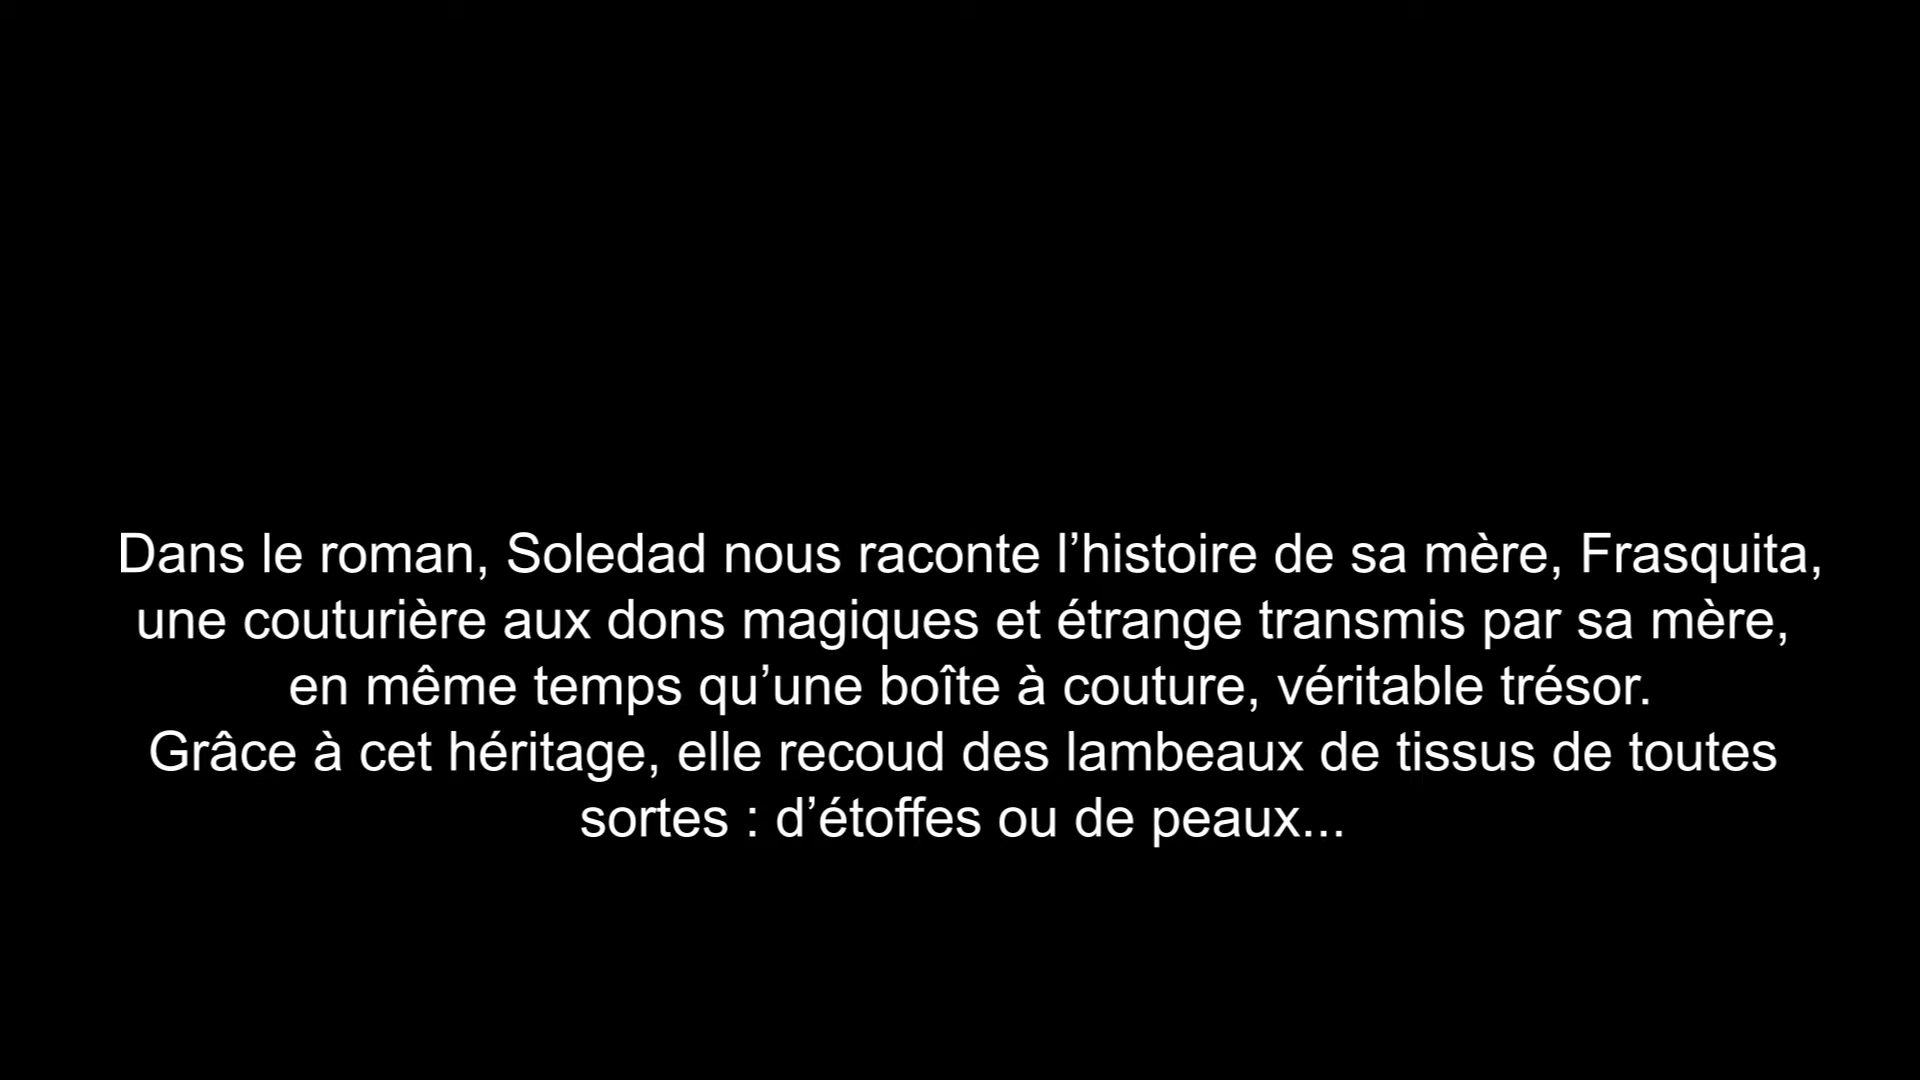 Dans le roman, Soledad nous raconte l’histoire de sa mère, Frasquita,
une couturière aux dons magiques et étrange transmis par sa mère,
en même temps qu’une boîte à couture, véritable trésor.
Grâce à cet héritage, elle recoud des lambeaux de tissus de toutes
sortes : d’étoffes ou de peaux...